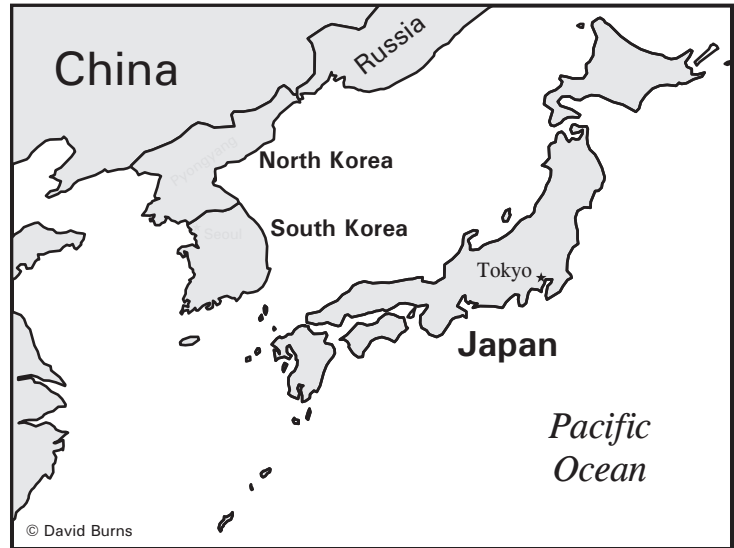 China
Russia
Pyongyang
North Korea
South Korea
Seoul
Tokyo
Japan
Pacific
Ocean
© David Burns